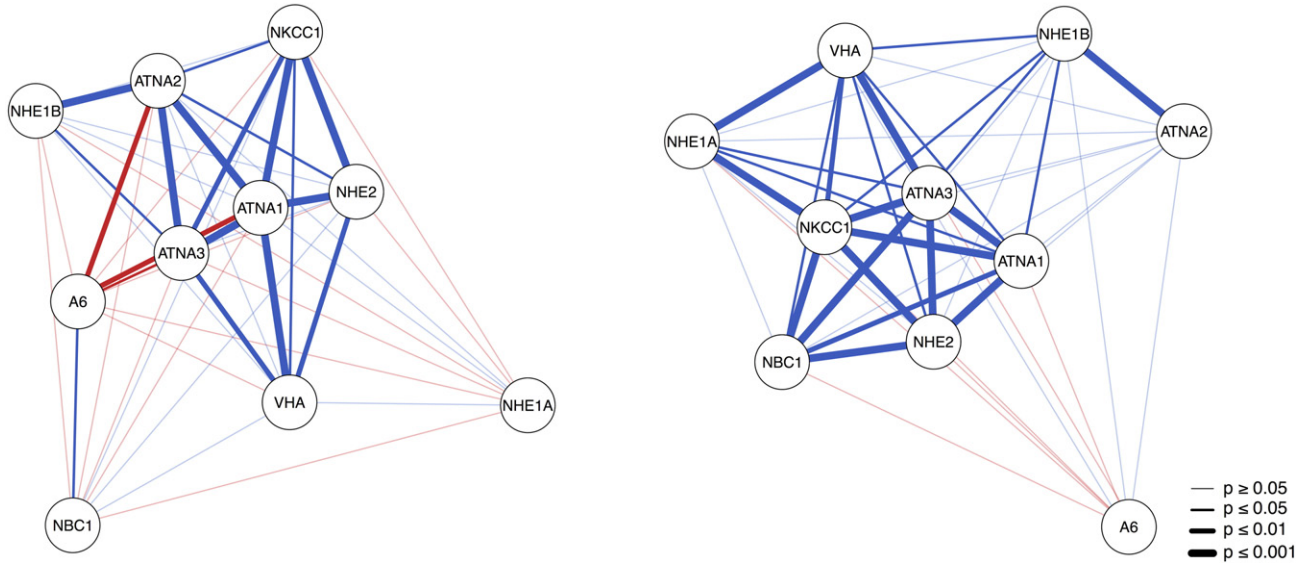 NKCC1
ATNA2
NHE1B
NHE2
ATNA1
ATNA3
A6
VHA
NHE1A
NBC1
NHE1B
VHA
ATNA2
NHE1A
ATNA3
NKCC1
ATNA1
NHE2
NBC1
A6
p ≥ 0.05
p ≤ 0.05
p ≤ 0.01
p ≤ 0.001